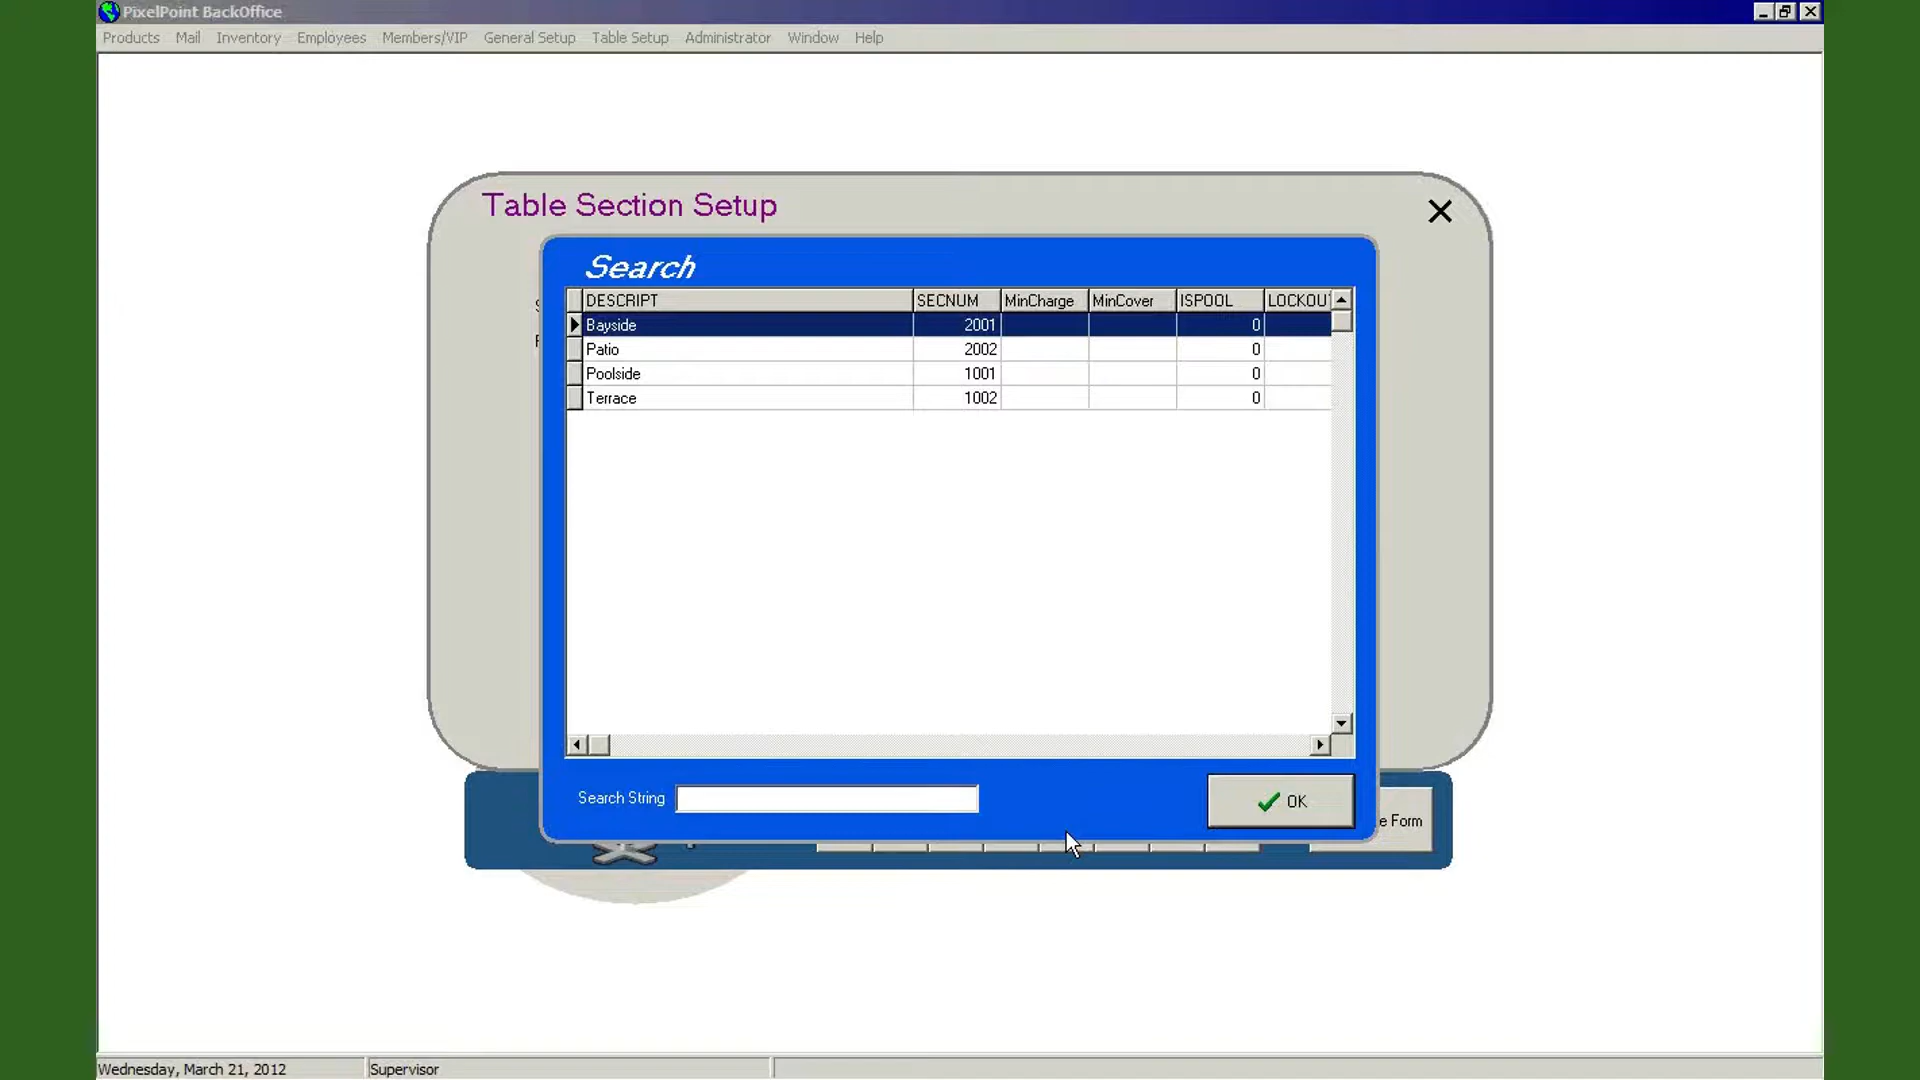 PixelPoint BackOffice
Products Mail Inventory Employees Members/VIP General Setup Table Setup Administrator Window Help
Table Section Setup
Search
DESCRIPT SECNUM MinCharge MinCover ISPOOL LOCKOU
Bayside 2001 0
Patio 2002 0
Poolside 1001 0
Terrace 1002 0
Search String
OK
e Form
Wednesday, March 21, 2012 Supervisor